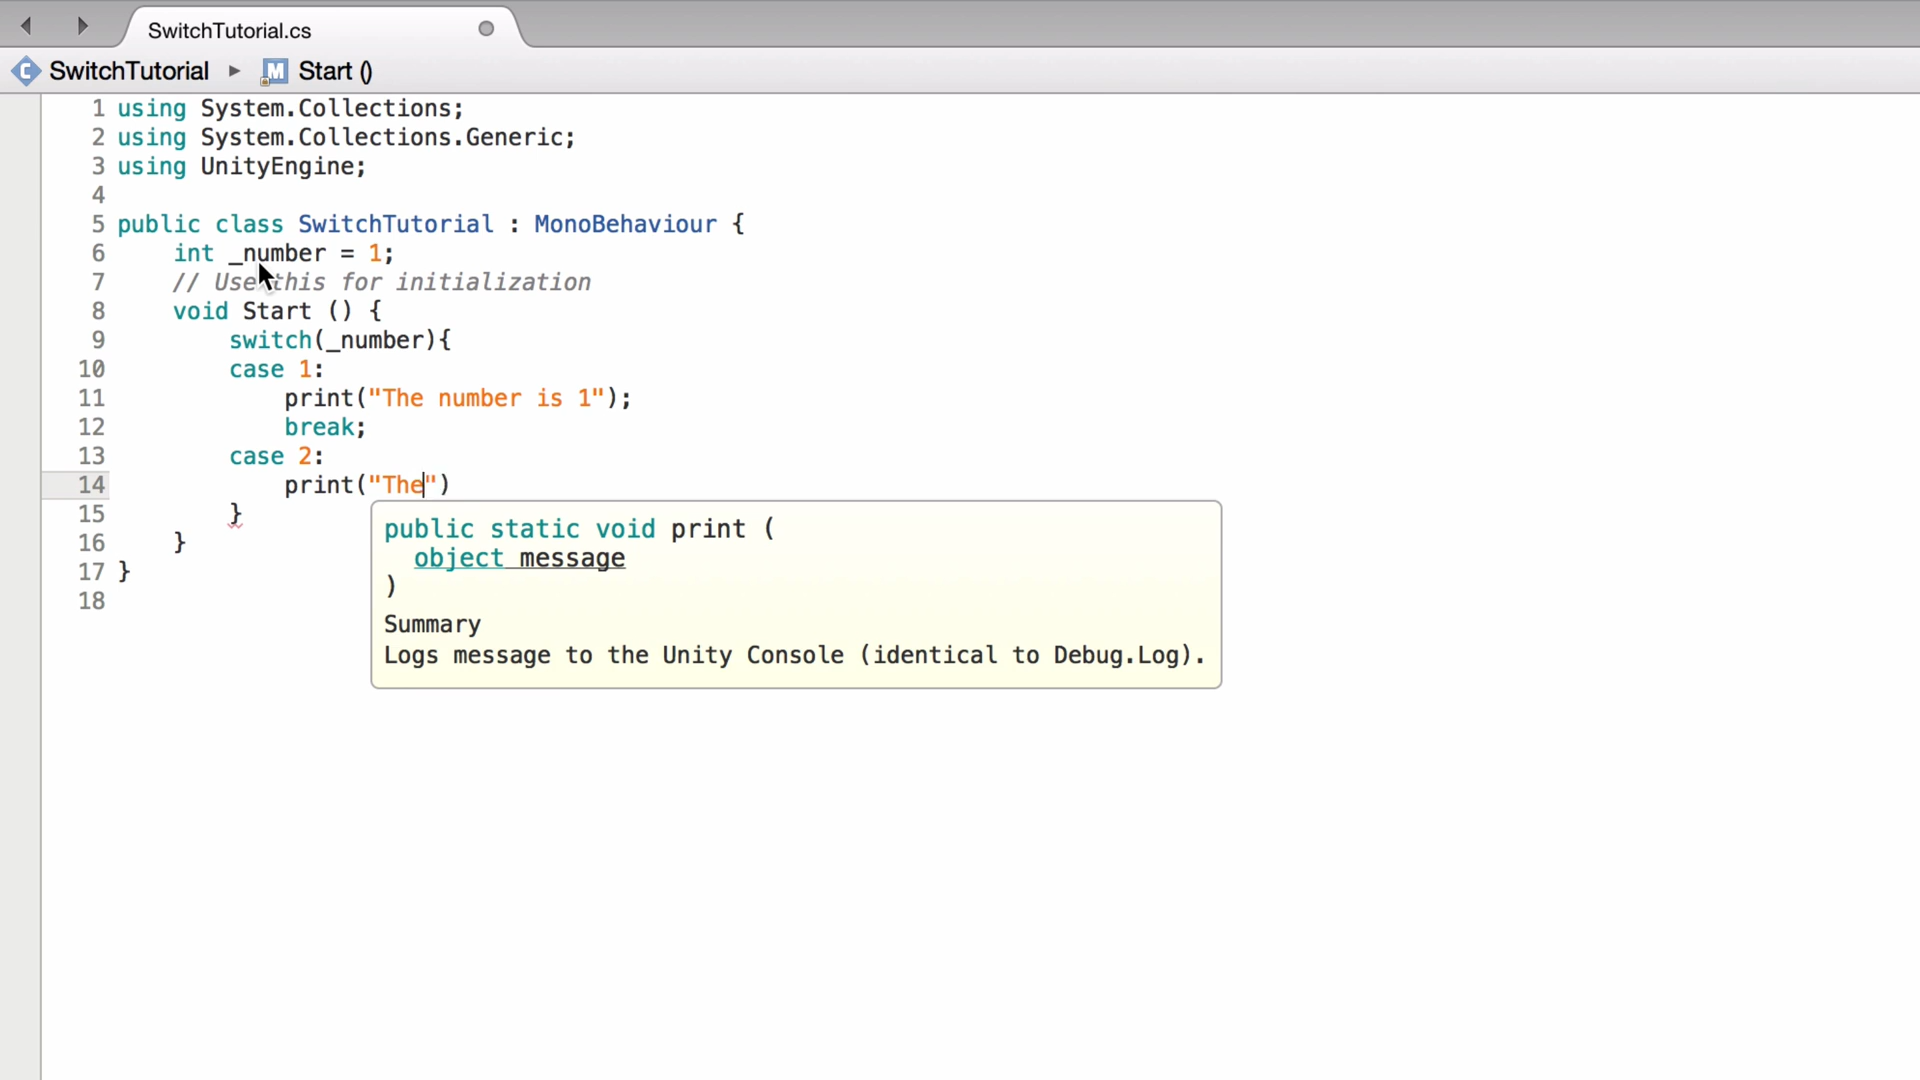 SwitchTutorial.cs
SwitchTutorial ▸ M Start ()
1 using System.Collections;
2 using System.Collections.Generic;
3 using UnityEngine;
4
5 public class SwitchTutorial : MonoBehaviour {
6     int _number = 1;
7     // Use this for initialization
8     void Start () {
9         switch(_number){
10         case 1:
11             print("The number is 1");
12             break;
13         case 2:
14             print("The")
15         }
16     }
17 }
18
public static void print (
  object message
)
Summary
Logs message to the Unity Console (identical to Debug.Log).